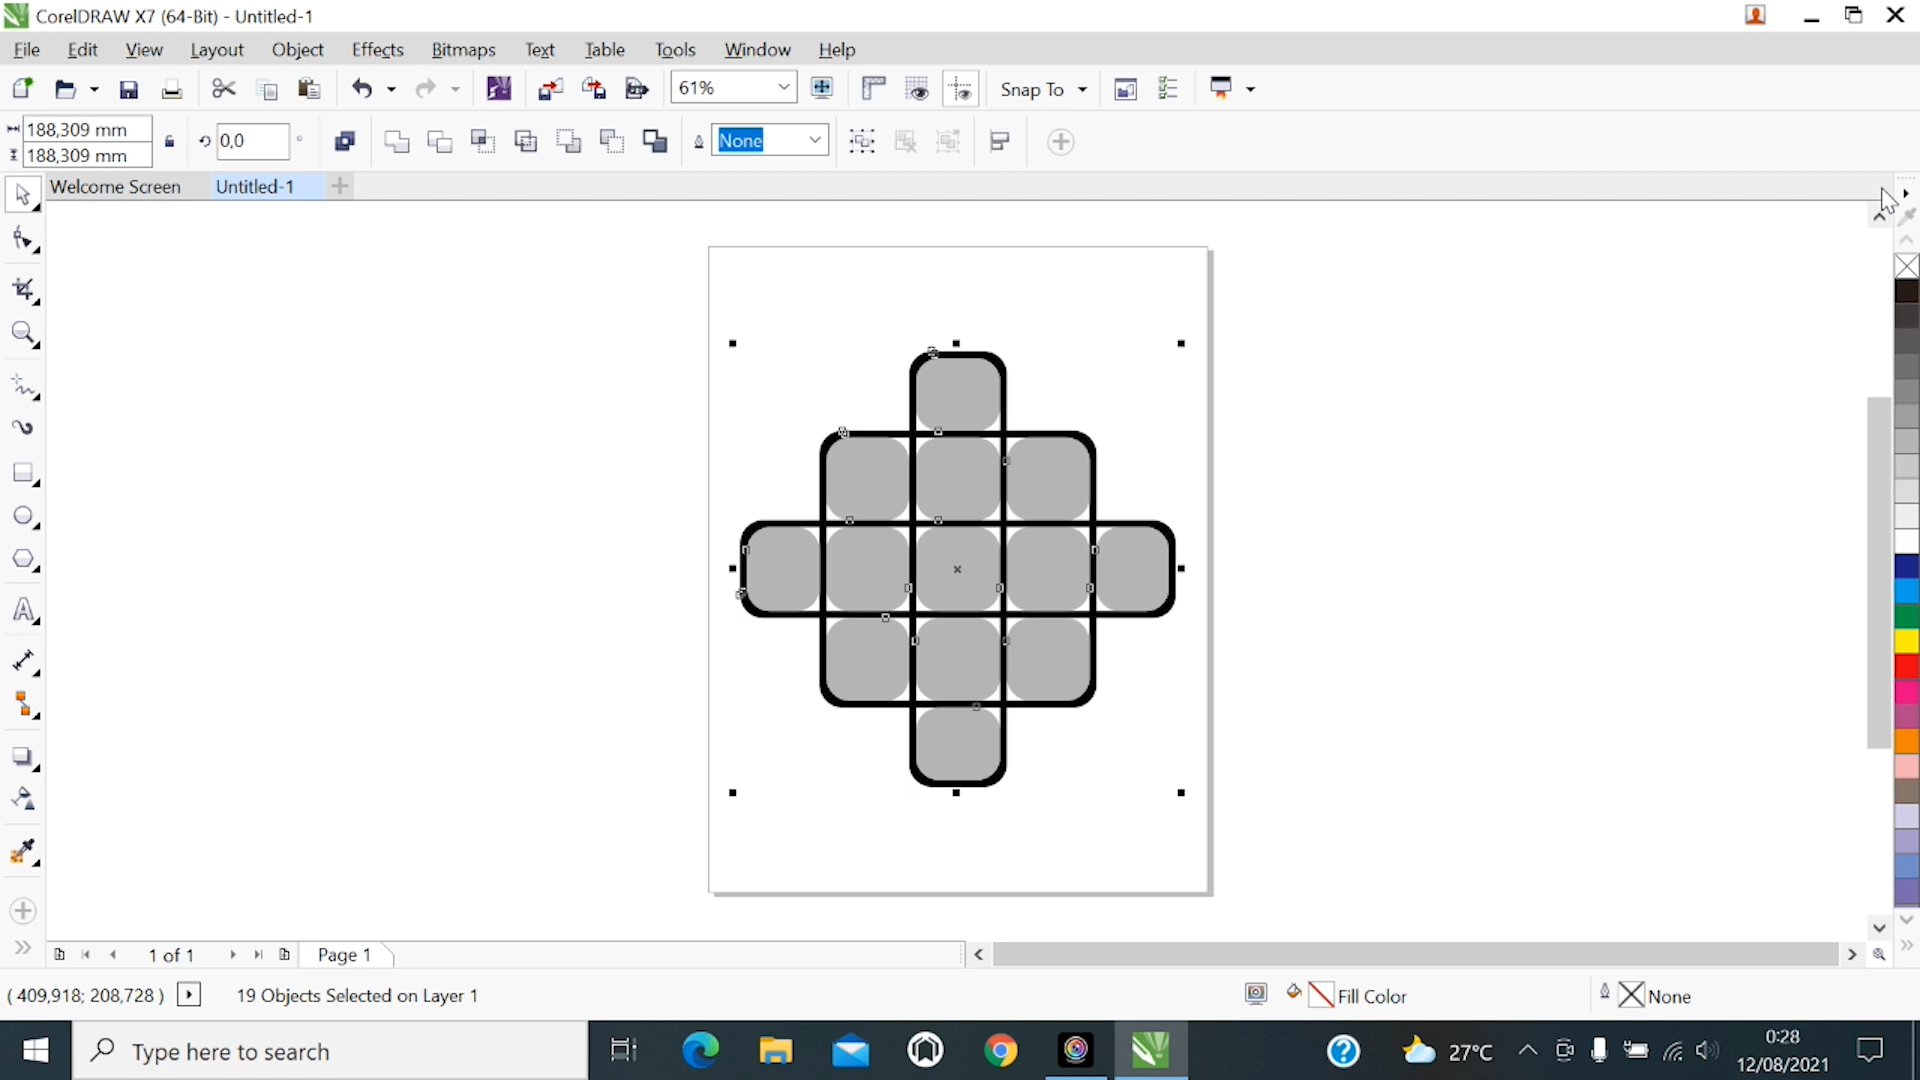 CorelDRAW X7 (64-Bit) - Untitled-1
File Edit View Layout Object Effects Bitmaps Text Table Tools Window Help
61% Snap To
188,309 mm
188,309 mm
0,0 °
None
Welcome Screen Untitled-1
1 of 1 Page 1
( 409,918; 208,728 ) 19 Objects Selected on Layer 1 Fill Color None
Type here to search
27°C
0:28
12/08/2021